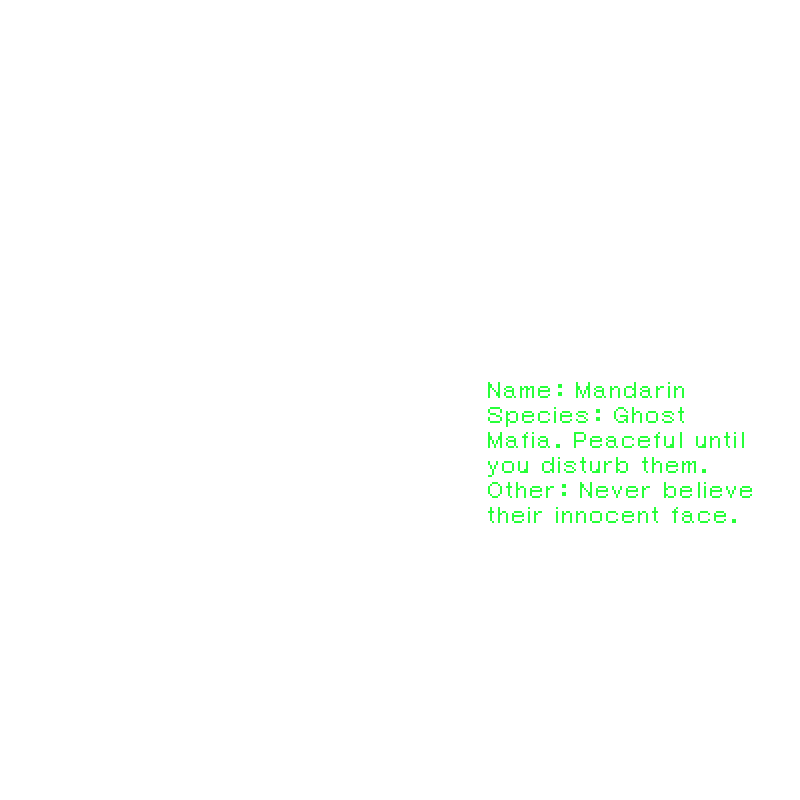 Name: Mandarin
Species: Ghost
Mafia. Peaceful until
you disturb them.
Other: Never believe
their innocent face.